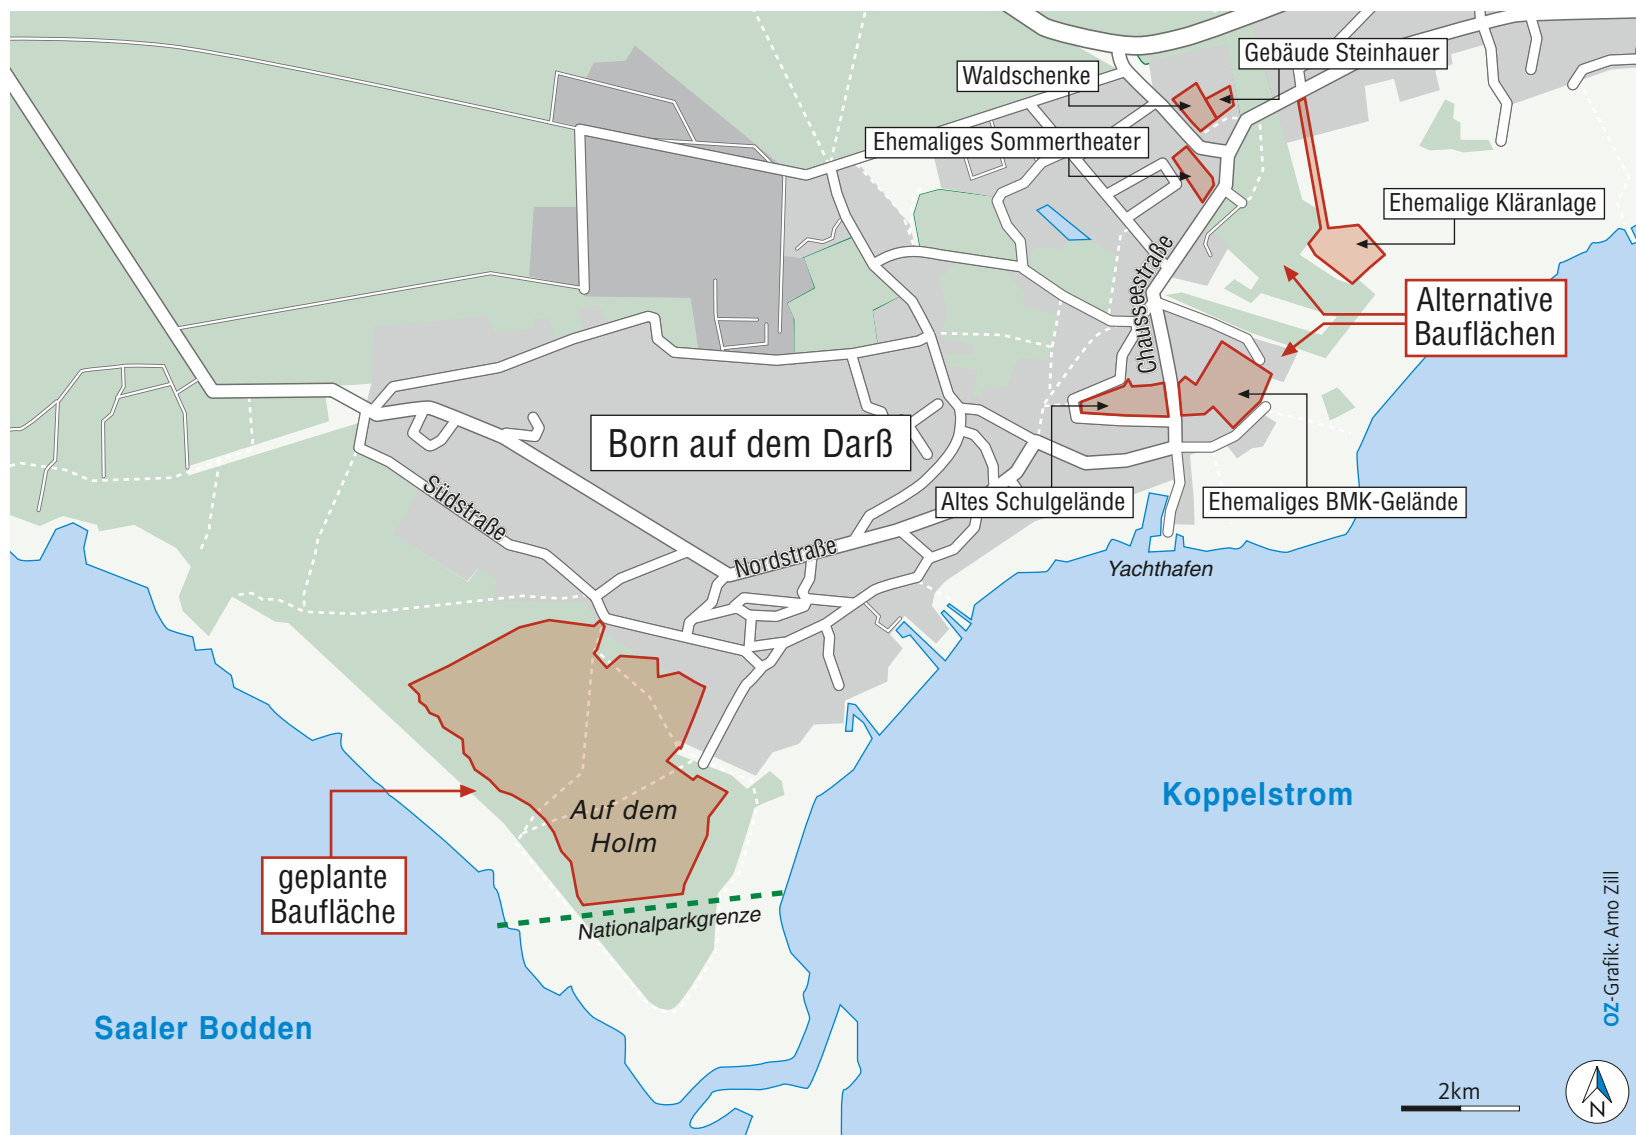 Gebäude Steinhauer
Waldschenke
Ehemaliges Sommertheater
Ehemalige Kläranlage
Chausseestraße
Alternative
Bauflächen
Born auf dem Darß
Südstraße
Altes Schulgelände
Ehemaliges BMK-Gelände
Nordstraße
Yachthafen
Koppelstrom
Auf dem
Holm
geplante
Baufläche
Nationalparkgrenze
Saaler Bodden
OZ-Grafik: Arno Zill
2km
N